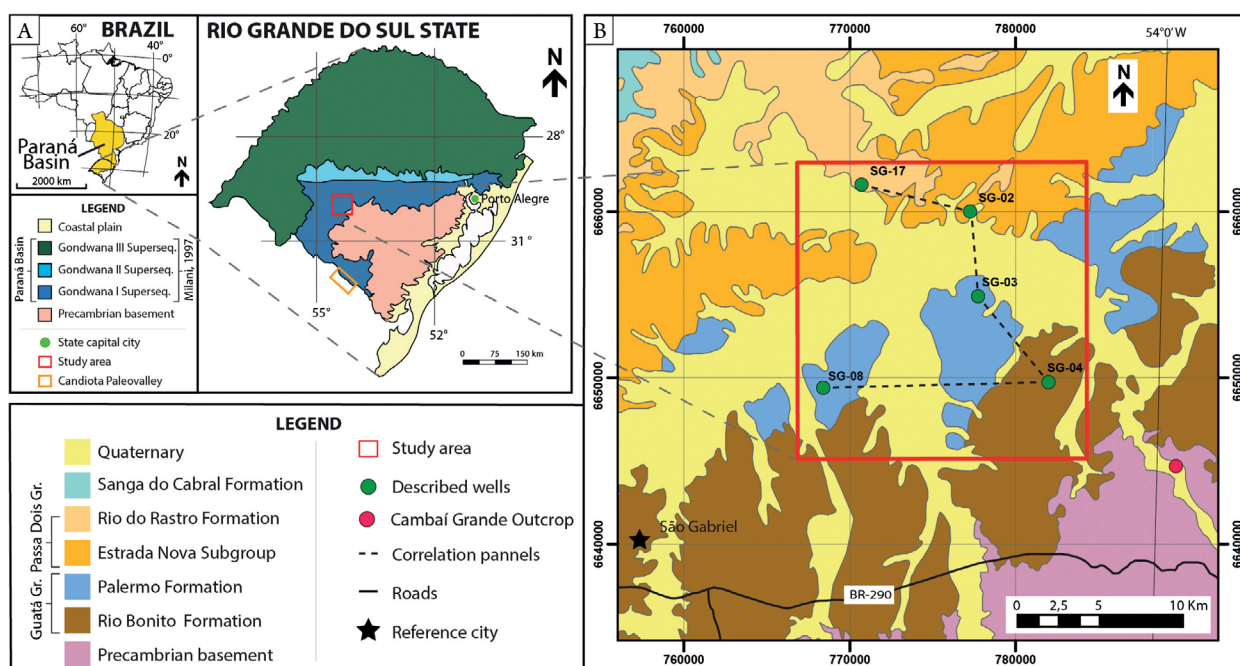 A
BRAZIL
60°
40°
0°
20°
Paraná
Basin
2000 km
N
RIO GRANDE DO SUL STATE
N
28°
Porto Alegre
31°
55°
52°
0 75 150 km
LEGEND
Coastal plain
Paraná Basin
Gondwana III Superseq.
Gondwana II Superseq.
Gondwana I Superseq.
Milani, 1997
Precambrian basement
State capital city
Study area
Candiota Paleovalley
LEGEND
Quaternary
Sanga do Cabral Formation
Passa Dois Gr.
Rio do Rastro Formation
Estrada Nova Subgroup
Guatá Gr.
Palermo Formation
Rio Bonito Formation
Precambrian basement
Study area
Described wells
Cambaí Grande Outcrop
Correlation pannels
Roads
Reference city
B
760000 770000 780000 54°0'W
N
SG-17
SG-02
6660000 6660000
SG-03
SG-04
SG-08
6650000 6650000
São Gabriel
6640000 6640000
BR-290
0 2,5 5 10 Km
760000 770000 780000